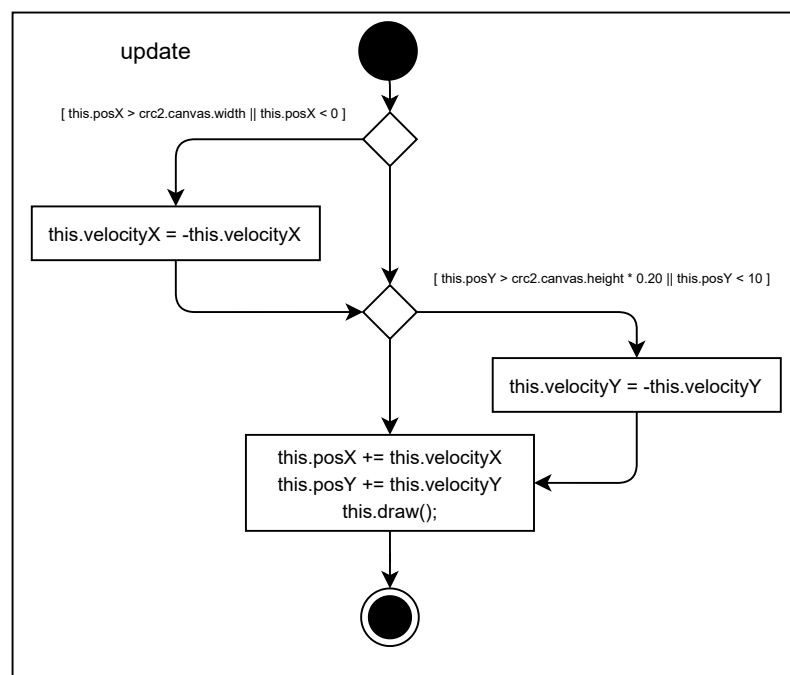 update
[ this.posX > crc2.canvas.width || this.posX < 0 ]
this.velocityX = -this.velocityX
[ this.posY > crc2.canvas.height * 0.20 || this.posY < 10 ]
this.velocityY = -this.velocityY
this.posX += this.velocityX
this.posY += this.velocityY
this.draw();